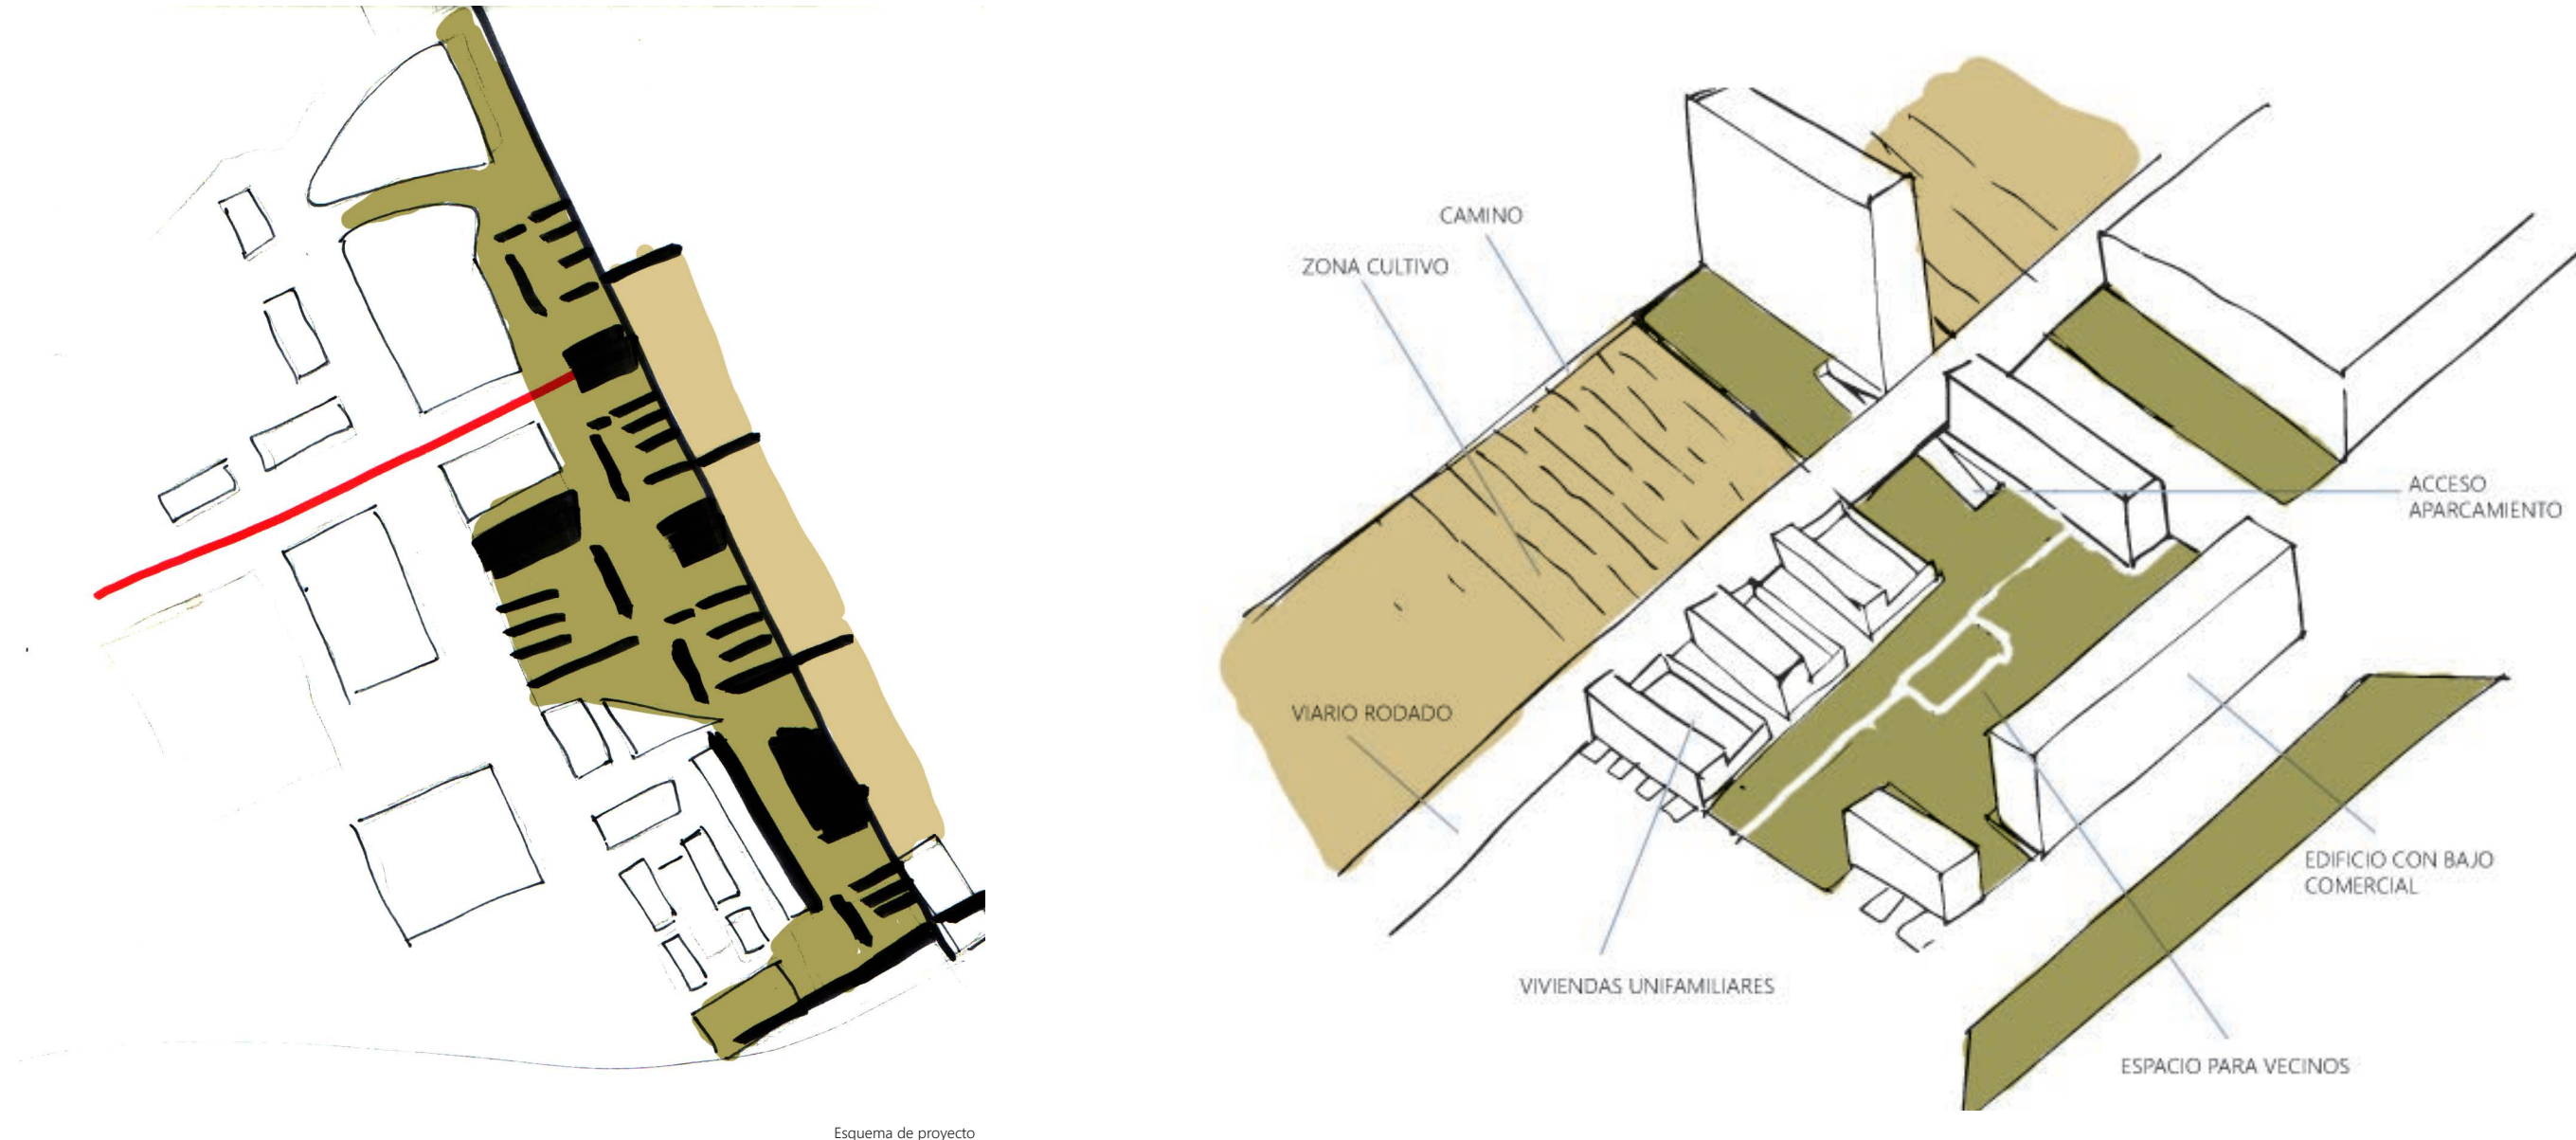 CAMINO
ZONA CULTIVO
ACCESO
APARCAMIENTO
VIARIO RODADO
EDIFICIO CON BAJO
COMERCIAL
VIVIENDAS UNIFAMILIARES
ESPACIO PARA VECINOS
Esquema de proyecto